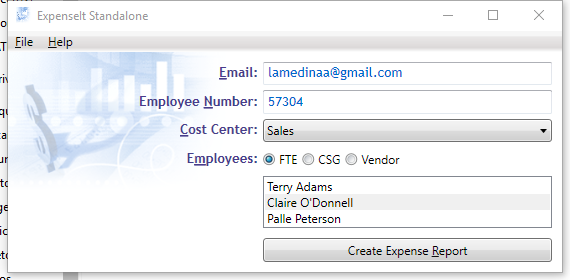 ExpenseIt Standalone
File Help
Email: lamedinaa@gmail.com
Employee Number: 57304
Cost Center: Sales
Employees: FTE CSG Vendor
Terry Adams
Claire O'Donnell
Palle Peterson
Create Expense Report